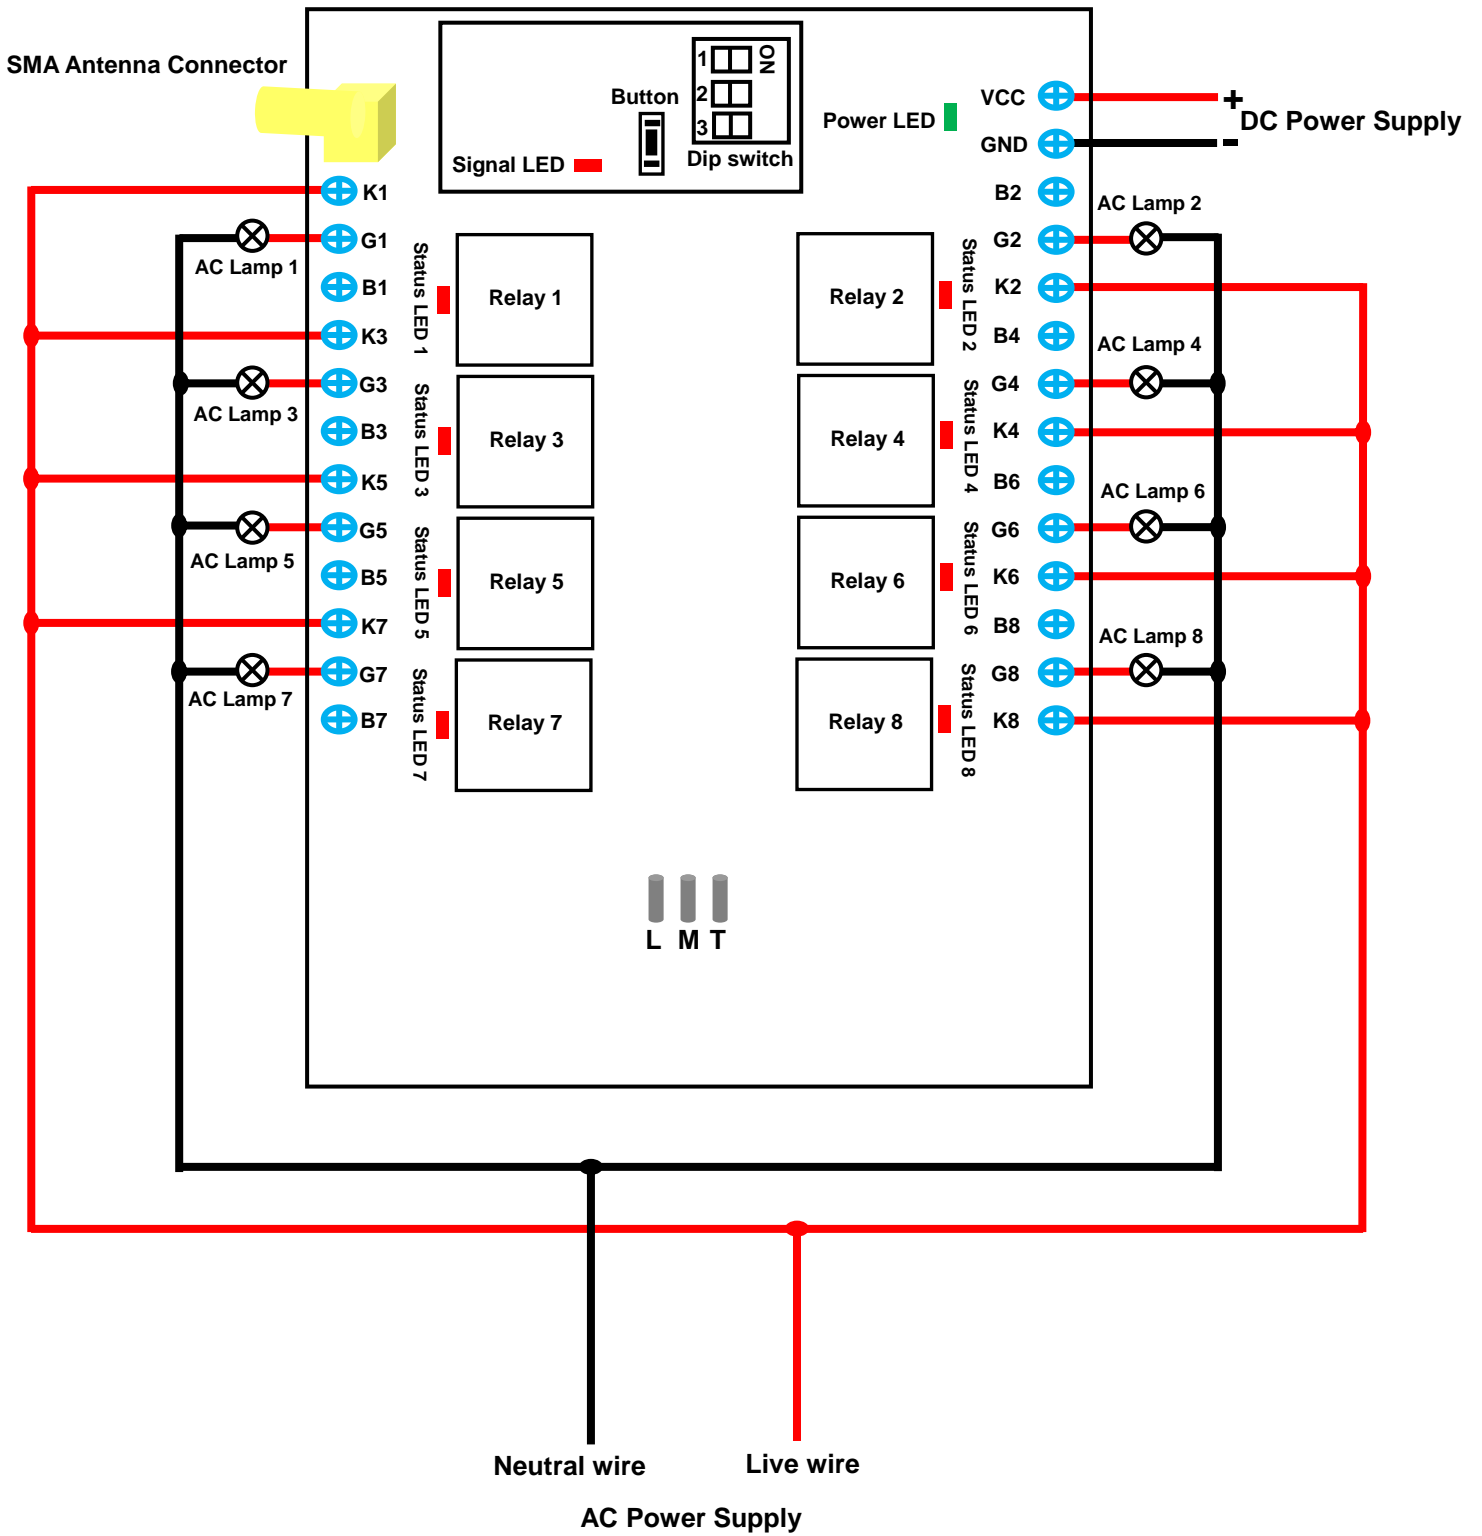 SMA Antenna Connector
Button
1
2
3
ON
Dip switch
Signal LED
Power LED
VCC
GND
+
-
DC Power Supply
K1
G1
B1
K3
G3
B3
K5
G5
B5
K7
G7
B7
AC Lamp 1
AC Lamp 3
AC Lamp 5
AC Lamp 7
Status LED 1
Status LED 3
Status LED 5
Status LED 7
Relay 1
Relay 3
Relay 5
Relay 7
Relay 2
Relay 4
Relay 6
Relay 8
Status LED 2
Status LED 4
Status LED 6
Status LED 8
B2
G2
K2
B4
G4
K4
B6
G6
K6
B8
G8
K8
AC Lamp 2
AC Lamp 4
AC Lamp 6
AC Lamp 8
L M T
Neutral wire
Live wire
AC Power Supply